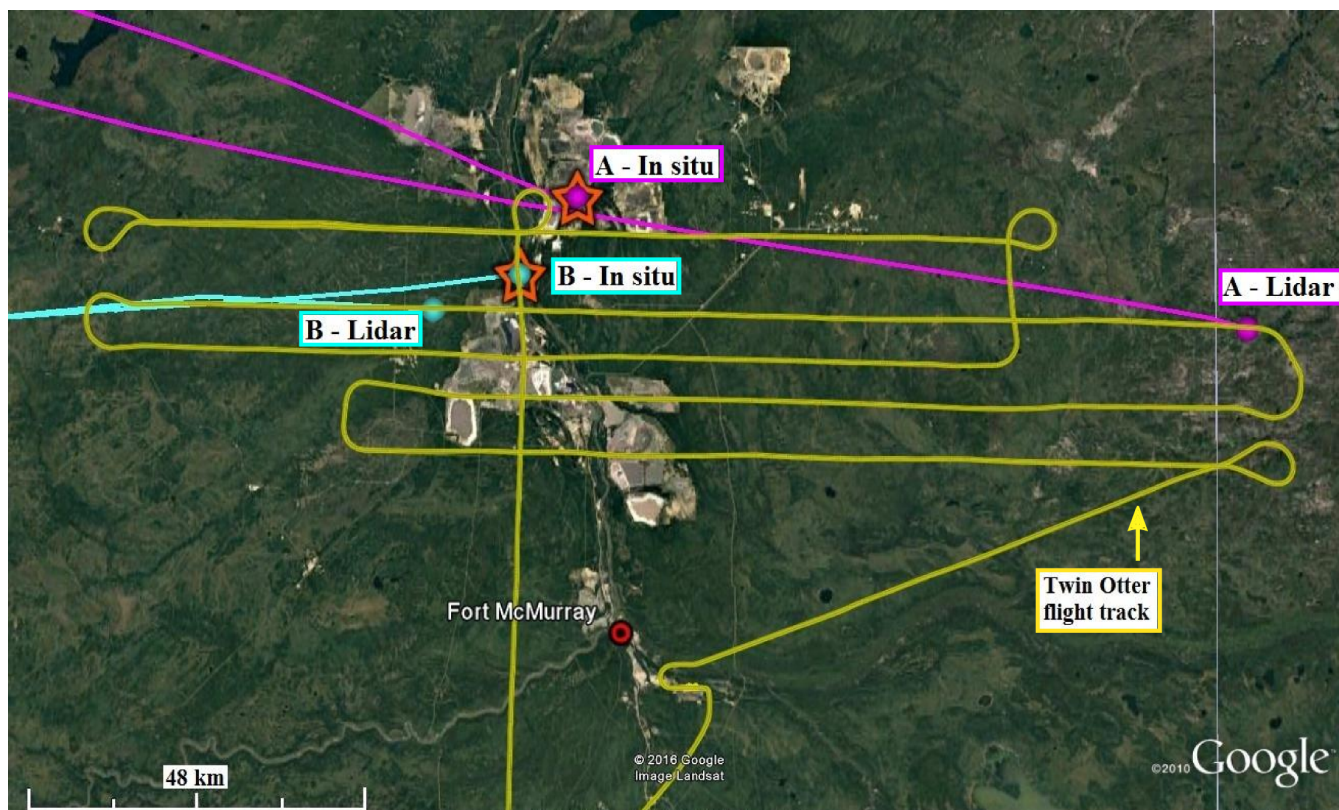 A - In situ
B - In situ
A - Lidar
B - Lidar
Twin Otter
flight track
Fort McMurray
© 2016 Google
Image Landsat
©2010 Google
48 km